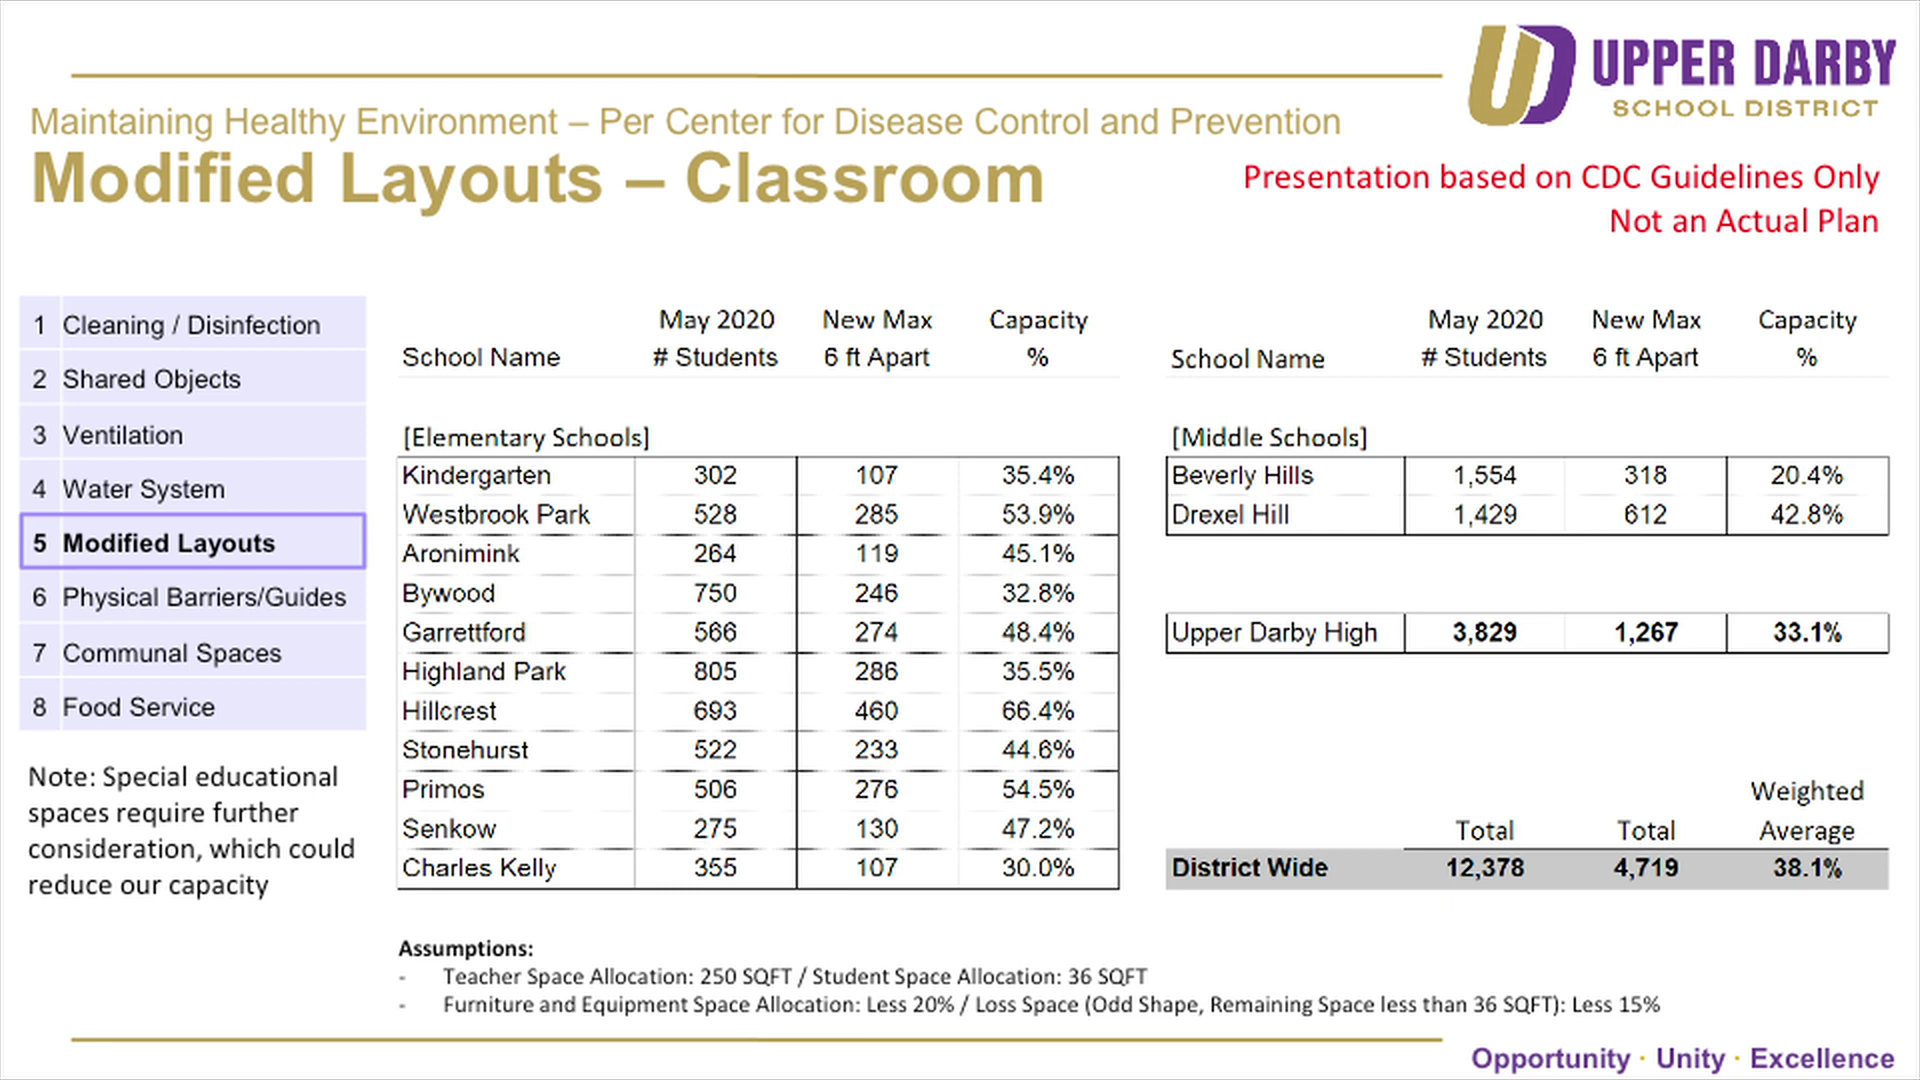 UPPER DARBY
SCHOOL DISTRICT
Maintaining Healthy Environment – Per Center for Disease Control and Prevention
Modified Layouts – Classroom
Presentation based on CDC Guidelines Only
Not an Actual Plan
1 Cleaning / Disinfection
2 Shared Objects
3 Ventilation
4 Water System
5 Modified Layouts
6 Physical Barriers/Guides
7 Communal Spaces
8 Food Service
Note: Special educational
spaces require further
consideration, which could
reduce our capacity
May 2020 New Max Capacity
School Name # Students 6 ft Apart %
[Elementary Schools]
Kindergarten 302 107 35.4%
Westbrook Park 528 285 53.9%
Aronimink 264 119 45.1%
Bywood 750 246 32.8%
Garrettford 566 274 48.4%
Highland Park 805 286 35.5%
Hillcrest 693 460 66.4%
Stonehurst 522 233 44.6%
Primos 506 276 54.5%
Senkow 275 130 47.2%
Charles Kelly 355 107 30.0%
May 2020 New Max Capacity
School Name # Students 6 ft Apart %
[Middle Schools]
Beverly Hills 1,554 318 20.4%
Drexel Hill 1,429 612 42.8%
Upper Darby High 3,829 1,267 33.1%
Weighted
Total Total Average
District Wide 12,378 4,719 38.1%
Assumptions:
- Teacher Space Allocation: 250 SQFT / Student Space Allocation: 36 SQFT
- Furniture and Equipment Space Allocation: Less 20% / Loss Space (Odd Shape, Remaining Space less than 36 SQFT): Less 15%
Opportunity · Unity · Excellence